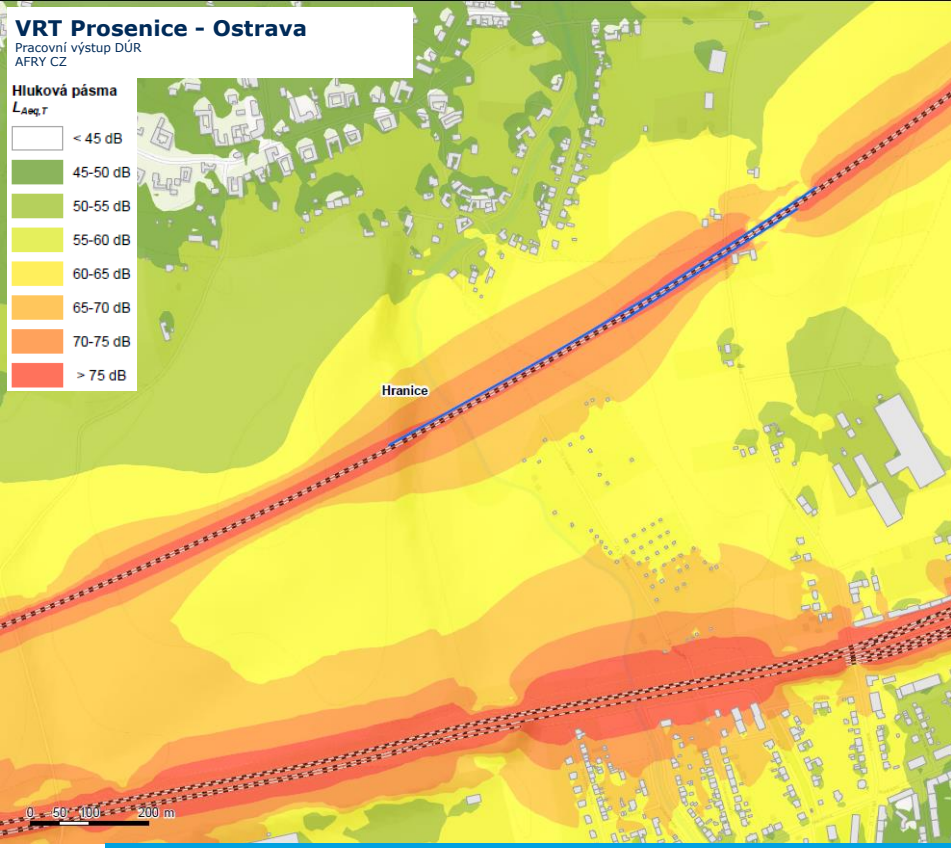 VRT Prosenice - Ostrava
Pracovní výstup DÚR
AFRY CZ
Hluková pásma
LAeq,T
< 45 dB
45-50 dB
50-55 dB
55-60 dB
60-65 dB
65-70 dB
70-75 dB
> 75 dB
Hranice
0 50 100 200 m